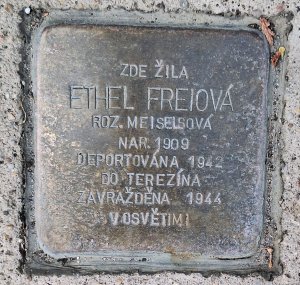 ZDE ŽILA
ETHEL FREIOVÁ
ROZ. MEISELSOVÁ
NAR. 1909
DEPORTOVÁNA 1942
DO TEREZÍNA
ZAVRAŽDĚNA 1944
V OSVĚTIMI